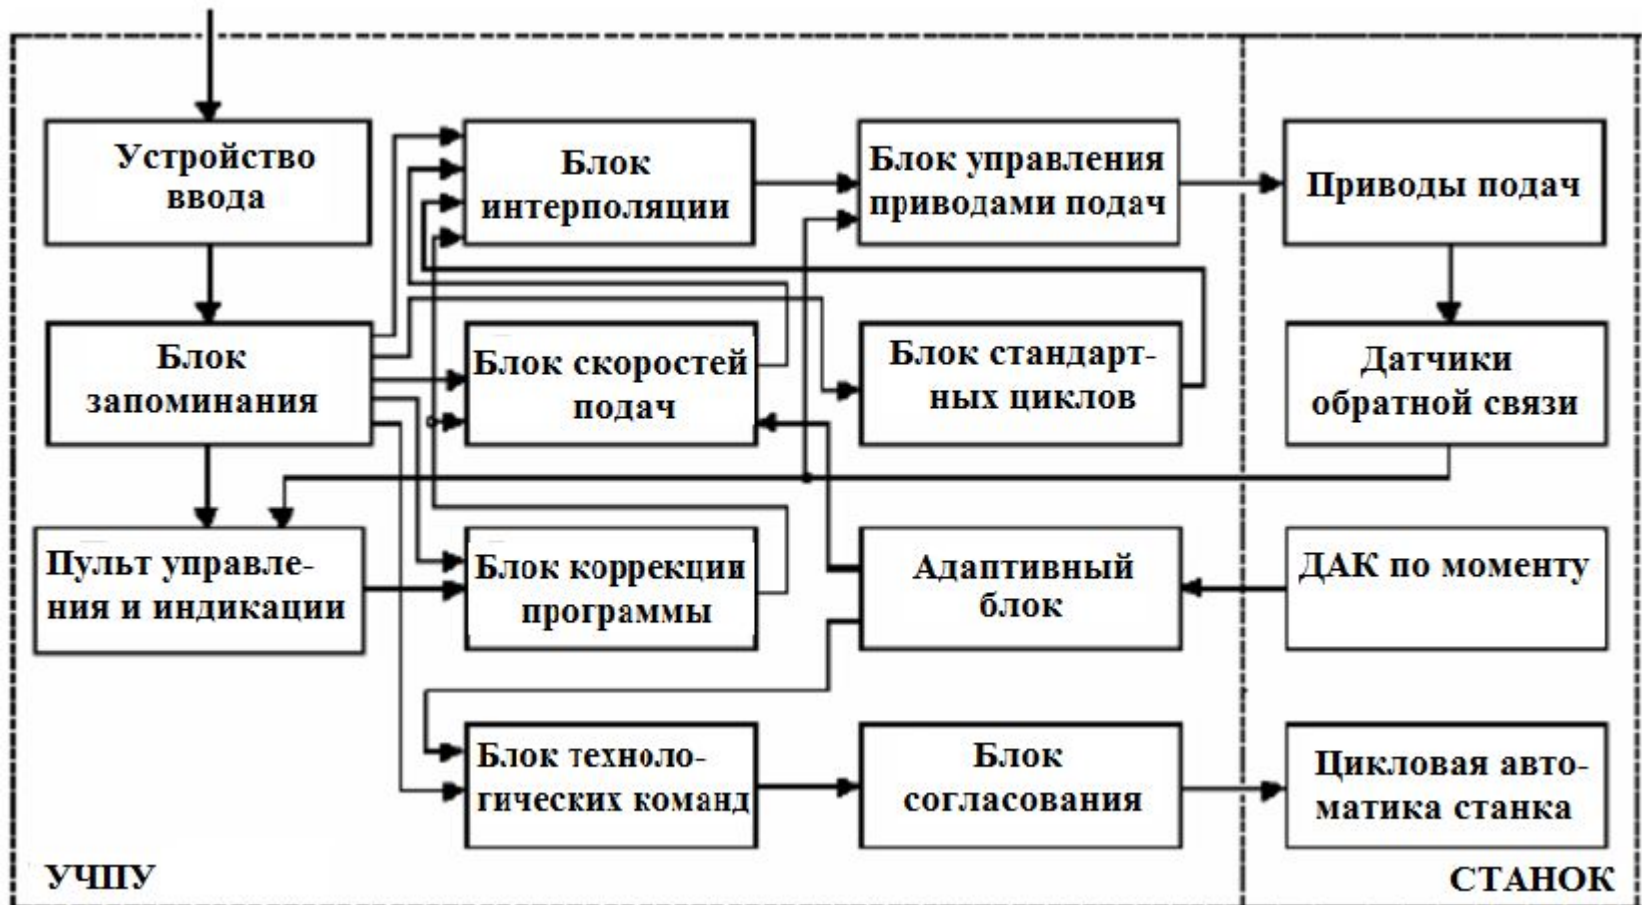 Устройство
ввода
Блок
интерполяции
Блок управления
приводами подач
Приводы подач
Блок
запоминания
Блок скоростей
подач
Блок стандарт-
ных циклов
Датчики
обратной связи
Пульт управле-
ния и индикации
Блок коррекции
программы
Адаптивный
блок
ДАК по моменту
Блок техноло-
гических команд
Блок
согласования
Цикловая авто-
матика станка
УЧПУ
СТАНОК